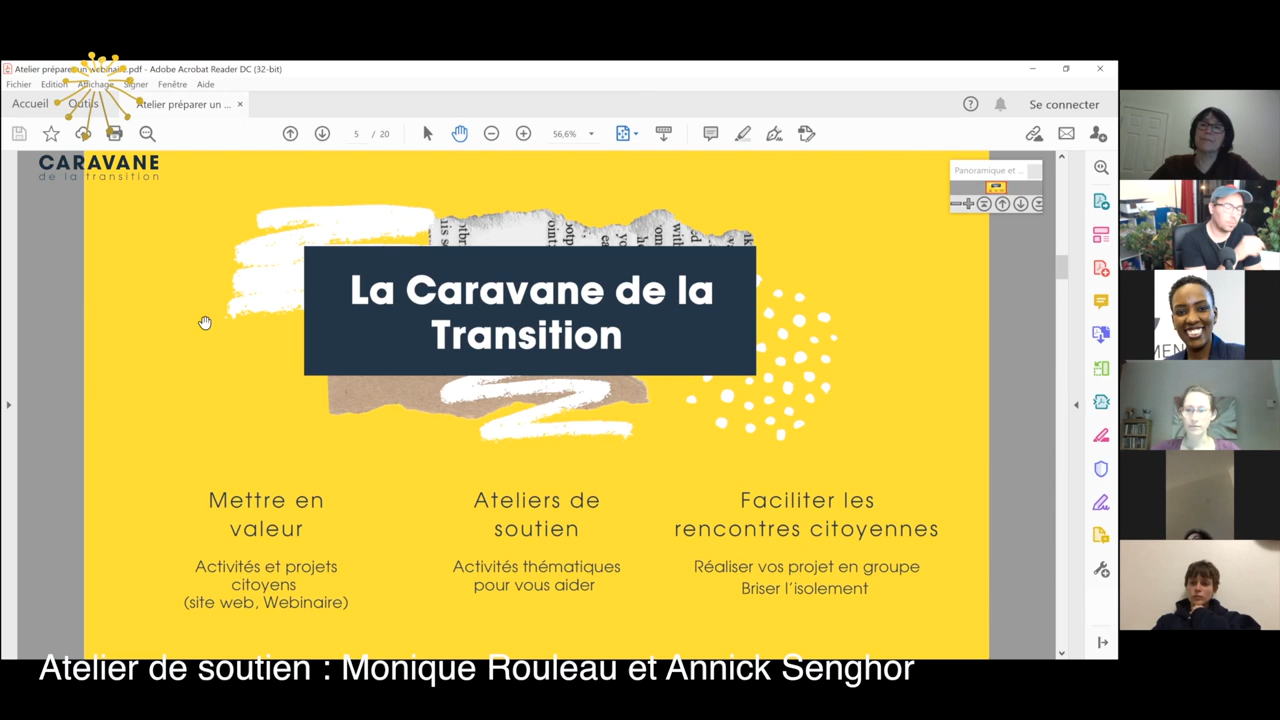 Atelier préparer un webinaire.pdf - Adobe Acrobat Reader DC (32-bit)
Fichier Edition Affichage Signer Fenêtre Aide
Accueil Outils Atelier préparer un ...
Se connecter
5 / 20
56,6%
CARAVANE
de la transition
Panoramique et ...
La Caravane de la
Transition
Mettre en
valeur
Activités et projets
citoyens
(site web, Webinaire)
Ateliers de
soutien
Activités thématiques
pour vous aider
Faciliter les
rencontres citoyennes
Réaliser vos projet en groupe
Briser l'isolement
MEN
Atelier de soutien : Monique Rouleau et Annick Senghor